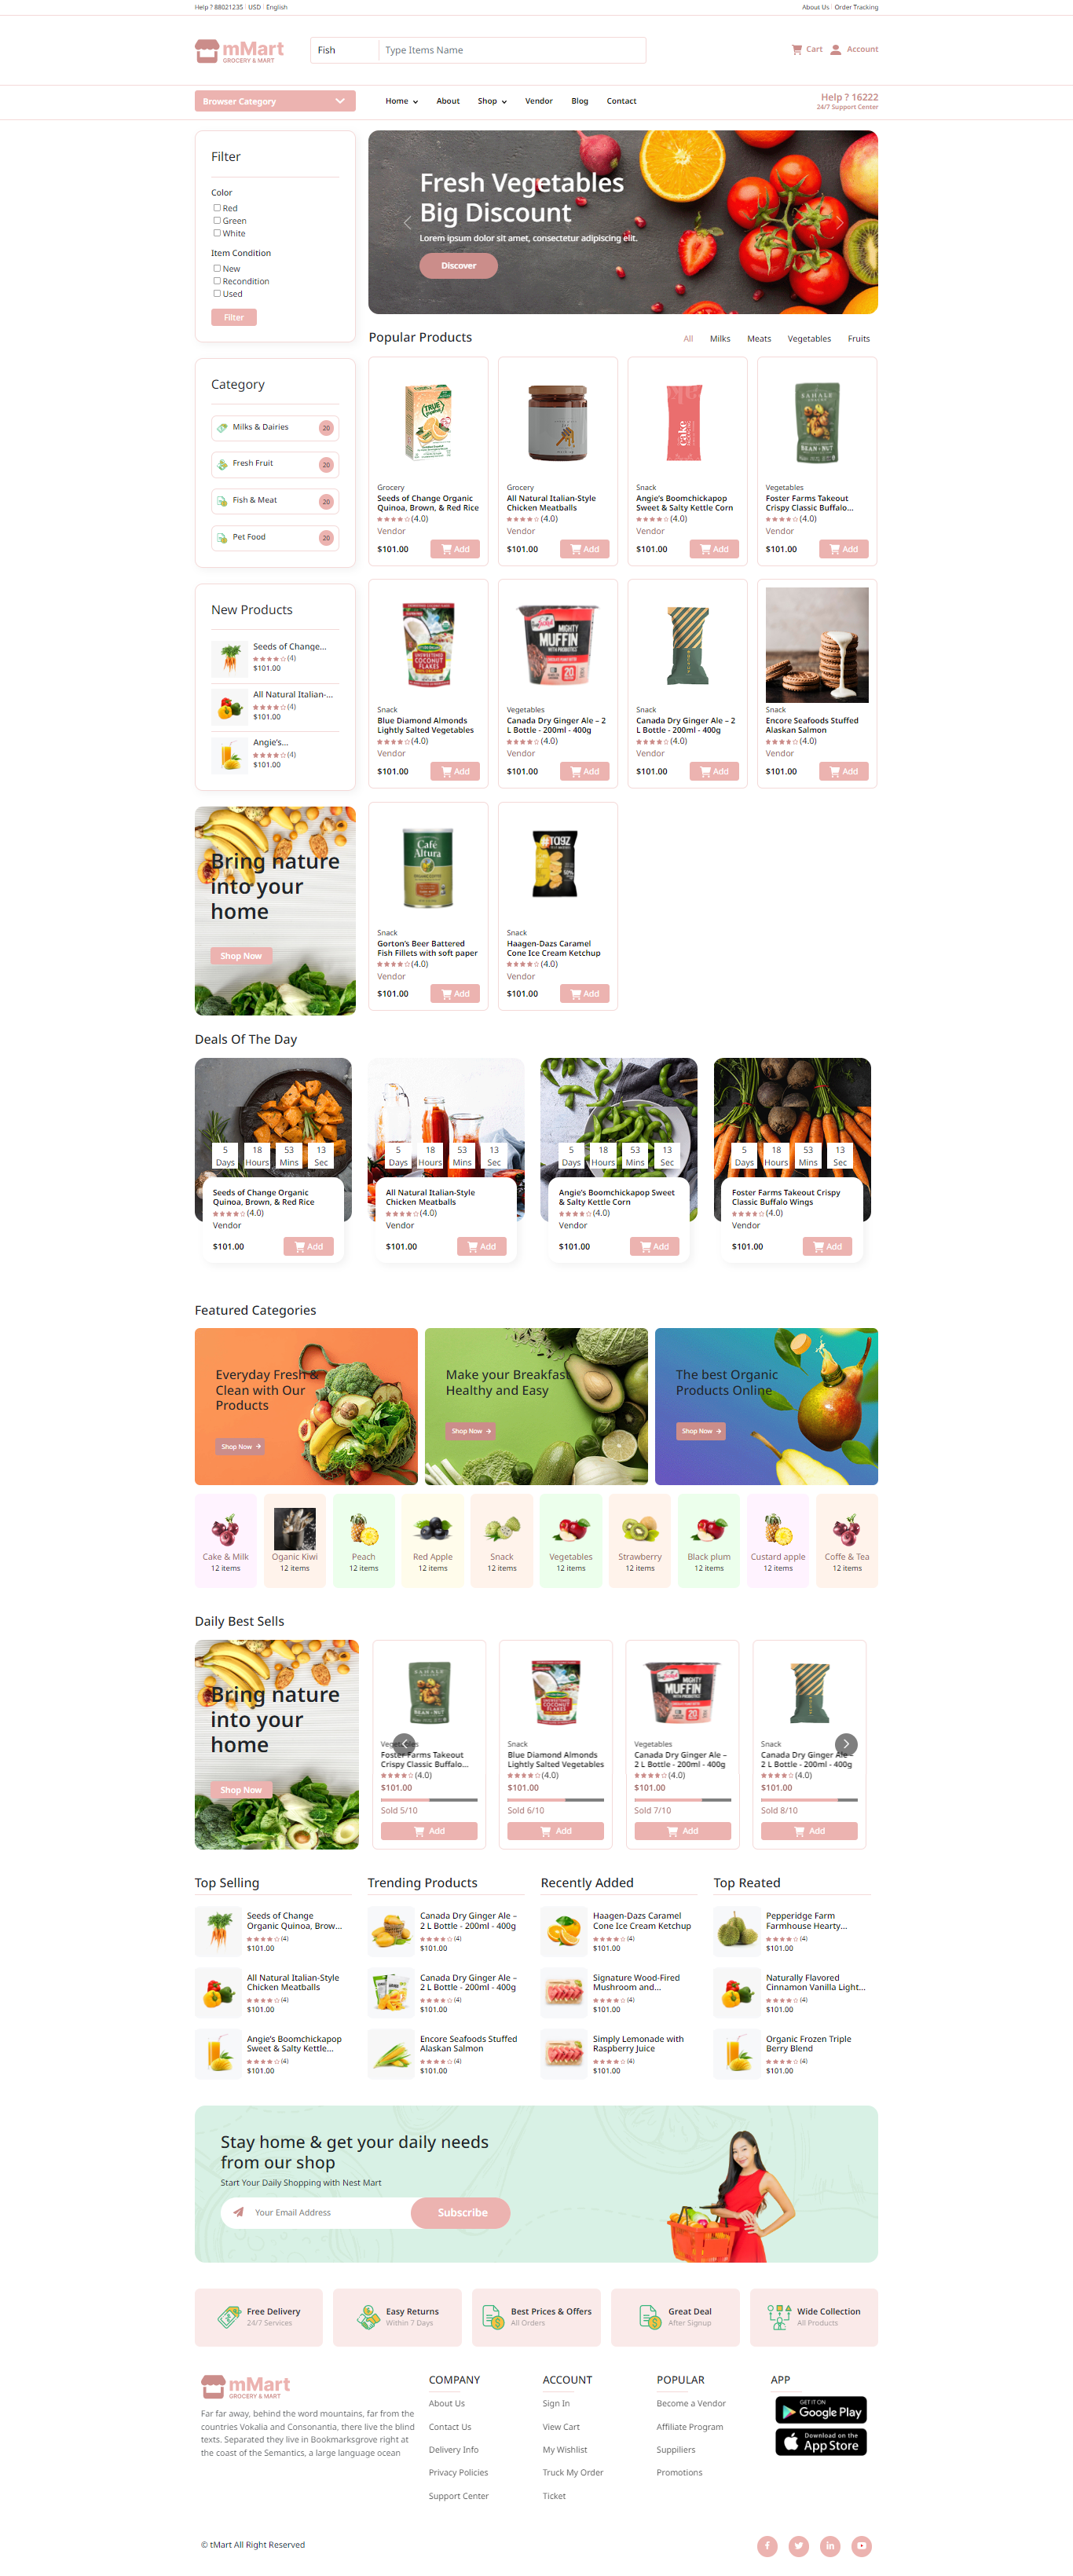 Help ? 88021235 | USD | English
About Us | Order Tracking
mMart
GROCERY & MART
Fish
Type Items Name
Cart
Account
Browser Category
Home
About
Shop
Vendor
Blog
Contact
Help ? 16222
24/7 Support Center
Filter
Color
Red
Green
White
Item Condition
New
Recondition
Used
Filter
Fresh Vegetables
Big Discount
Lorem ipsum dolor sit amet, consectetur adipiscing elit.
Discover
Category
Milks & Dairies 20
Fresh Fruit 20
Fish & Meat 20
Pet Food 20
New Products
Seeds of Change...
(4)
$101.00
All Natural Italian-...
(4)
$101.00
Angie's...
(4)
$101.00
Bring nature
into your
home
Shop Now
Popular Products
All Milks Meats Vegetables Fruits
TRUE
Grocery
Seeds of Change Organic
Quinoa, Brown, & Red Rice
(4.0)
Vendor
$101.00 Add
Grocery
All Natural Italian-Style
Chicken Meatballs
(4.0)
Vendor
$101.00 Add
cake
Snack
Angie's Boomchickapop
Sweet & Salty Kettle Corn
(4.0)
Vendor
$101.00 Add
SAHALE
BEAN + NUT
Vegetables
Foster Farms Takeout
Crispy Classic Buffalo...
(4.0)
Vendor
$101.00 Add
UNSWEETENED
COCONUT
FLAKES
Snack
Blue Diamond Almonds
Lightly Salted Vegetables
(4.0)
Vendor
$101.00 Add
MIGHTY
MUFFIN
WITH PROBIOTICS
20
Vegetables
Canada Dry Ginger Ale – 2
L Bottle - 200ml - 400g
(4.0)
Vendor
$101.00 Add
Snack
Canada Dry Ginger Ale – 2
L Bottle - 200ml - 400g
(4.0)
Vendor
$101.00 Add
Snack
Encore Seafoods Stuffed
Alaskan Salmon
(4.0)
Vendor
$101.00 Add
Café
Altura
Snack
Gorton's Beer Battered
Fish Fillets with soft paper
(4.0)
Vendor
$101.00 Add
Snack
Haagen-Dazs Caramel
Cone Ice Cream Ketchup
(4.0)
Vendor
$101.00 Add
Deals Of The Day
5 18 53 13
Days Hours Mins Sec
Seeds of Change Organic
Quinoa, Brown, & Red Rice
(4.0)
Vendor
$101.00 Add
5 18 53 13
Days Hours Mins Sec
All Natural Italian-Style
Chicken Meatballs
(4.0)
Vendor
$101.00 Add
5 18 53 13
Days Hours Mins Sec
Angie's Boomchickapop Sweet
& Salty Kettle Corn
(4.0)
Vendor
$101.00 Add
5 18 53 13
Days Hours Mins Sec
Foster Farms Takeout Crispy
Classic Buffalo Wings
(4.0)
Vendor
$101.00 Add
Featured Categories
Everyday Fresh &
Clean with Our
Products
Shop Now
Make your Breakfast
Healthy and Easy
Shop Now
The best Organic
Products Online
Shop Now
Cake & Milk
12 items
Oganic Kiwi
12 items
Peach
12 items
Red Apple
12 items
Snack
12 items
Vegetables
12 items
Strawberry
12 items
Black plum
12 items
Custard apple
12 items
Coffe & Tea
12 items
Daily Best Sells
Bring nature
into your
home
Shop Now
SAHALE
BEAN + NUT
Vegetables
Foster Farms Takeout
Crispy Classic Buffalo...
(4.0)
$101.00
Sold 5/10
Add
COCONUT
FLAKES
Snack
Blue Diamond Almonds
Lightly Salted Vegetables
(4.0)
$101.00
Sold 6/10
Add
MIGHTY
MUFFIN
WITH PROBIOTICS
20
Vegetables
Canada Dry Ginger Ale –
2 L Bottle - 200ml - 400g
(4.0)
$101.00
Sold 7/10
Add
Snack
Canada Dry Ginger Ale –
2 L Bottle - 200ml - 400g
(4.0)
$101.00
Sold 8/10
Add
Top Selling
Seeds of Change
Organic Quinoa, Brow...
(4)
$101.00
All Natural Italian-Style
Chicken Meatballs
(4)
$101.00
Angie's Boomchickapop
Sweet & Salty Kettle...
(4)
$101.00
Trending Products
Canada Dry Ginger Ale –
2 L Bottle - 200ml - 400g
(4)
$101.00
Canada Dry Ginger Ale –
2 L Bottle - 200ml - 400g
(4)
$101.00
Encore Seafoods Stuffed
Alaskan Salmon
(4)
$101.00
Recently Added
Haagen-Dazs Caramel
Cone Ice Cream Ketchup
(4)
$101.00
Signature Wood-Fired
Mushroom and...
(4)
$101.00
Simply Lemonade with
Raspberry Juice
(4)
$101.00
Top Reated
Pepperidge Farm
Farmhouse Hearty...
(4)
$101.00
Naturally Flavored
Cinnamon Vanilla Light...
(4)
$101.00
Organic Frozen Triple
Berry Blend
(4)
$101.00
Stay home & get your daily needs
from our shop
Start Your Daily Shopping with Nest Mart
Your Email Address
Subscribe
Free Delivery
24/7 Services
Easy Returns
Within 7 Days
Best Prices & Offers
All Orders
Great Deal
After Signup
Wide Collection
All Products
mMart
GROCERY & MART
Far far away, behind the word mountains, far from the
countries Vokalia and Consonantia, there live the blind
texts. Separated they live in Bookmarksgrove right at
the coast of the Semantics, a large language ocean
COMPANY
About Us
Contact Us
Delivery Info
Privacy Policies
Support Center
ACCOUNT
Sign In
View Cart
My Wishlist
Truck My Order
Ticket
POPULAR
Become a Vendor
Affiliate Program
Suppiliers
Promotions
APP
GET IT ON
Google Play
Download on the
App Store
© tMart All Right Reserved